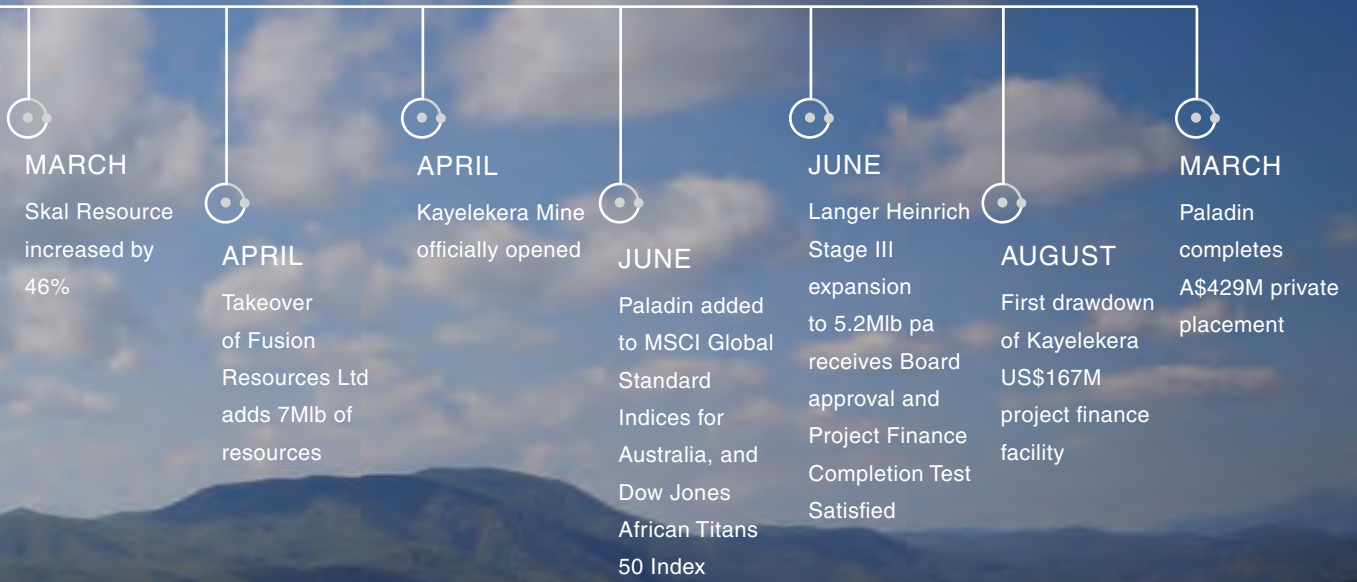 MARCH
Skal Resource
increased by
46%
APRIL
Takeover
of Fusion
Resources Ltd
adds 7Mlb of
resources
APRIL
Kayelekera Mine
officially opened
JUNE
Paladin added
to MSCI Global
Standard
Indices for
Australia, and
Dow Jones
African Titans
50 Index
JUNE
Langer Heinrich
Stage III
expansion
to 5.2Mlb pa
receives Board
approval and
Project Finance
Completion Test
Satisfied
AUGUST
First drawdown
of Kayelekera
US$167M
project finance
facility
MARCH
Paladin
completes
A$429M private
placement